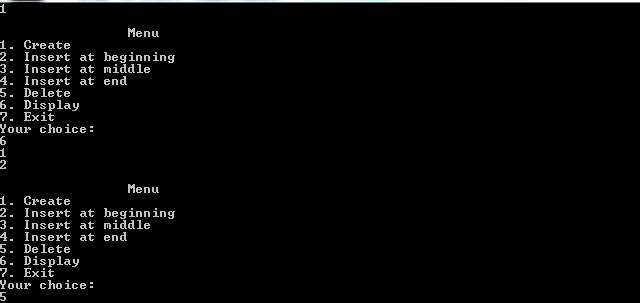 1
Menu
1. Create
2. Insert at beginning
3. Insert at middle
4. Insert at end
5. Delete
6. Display
7. Exit
Your choice:
6
1
2
Menu
1. Create
2. Insert at beginning
3. Insert at middle
4. Insert at end
5. Delete
6. Display
7. Exit
Your choice:
5